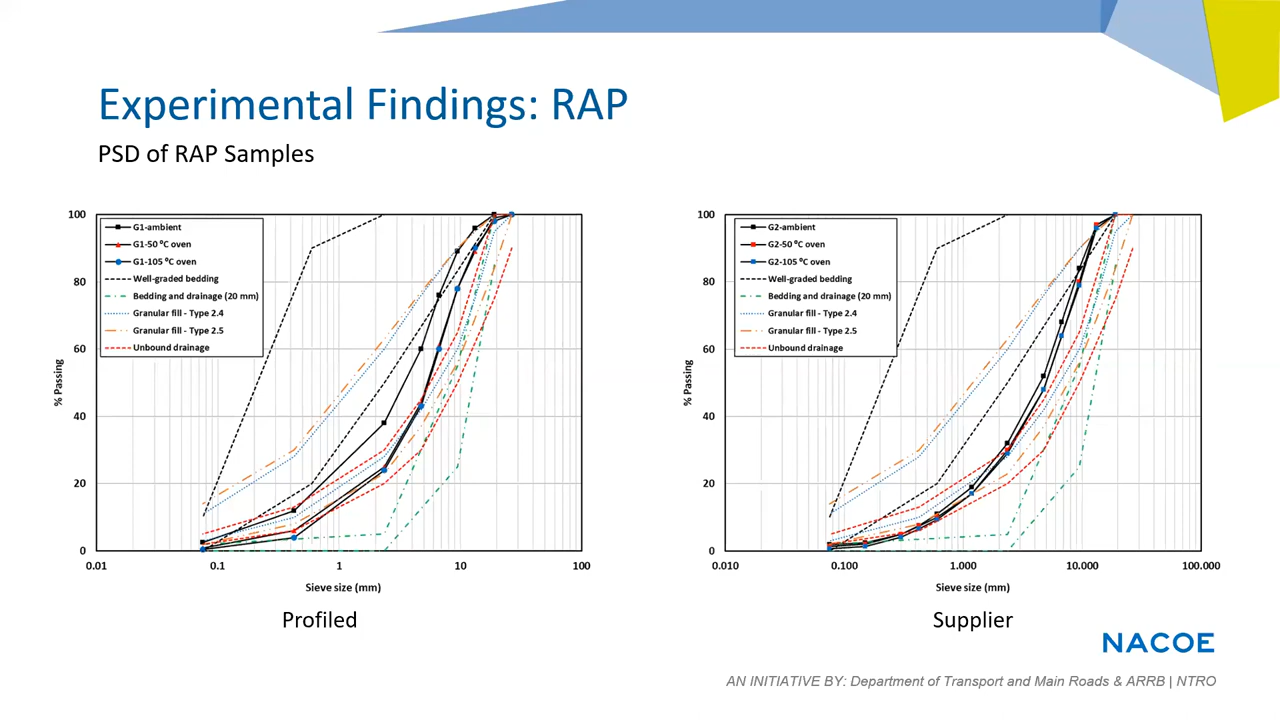 Experimental Findings: RAP
PSD of RAP Samples
100
80
60
40
20
0
% Passing
G1-ambient
G1-50 ºC oven
G1-105 ºC oven
Well-graded bedding
Bedding and drainage (20 mm)
Granular fill - Type 2.4
Granular fill - Type 2.5
Unbound drainage
0.01 0.1 1 10 100
Sieve size (mm)
Profiled
100
80
60
40
20
0
% Passing
G2-ambient
G2-50 ºC oven
G2-105 ºC oven
Well-graded bedding
Bedding and drainage (20 mm)
Granular fill - Type 2.4
Granular fill - Type 2.5
Unbound drainage
0.010 0.100 1.000 10.000 100.000
Sieve size (mm)
Supplier
NACOE
AN INITIATIVE BY: Department of Transport and Main Roads & ARRB | NTRO